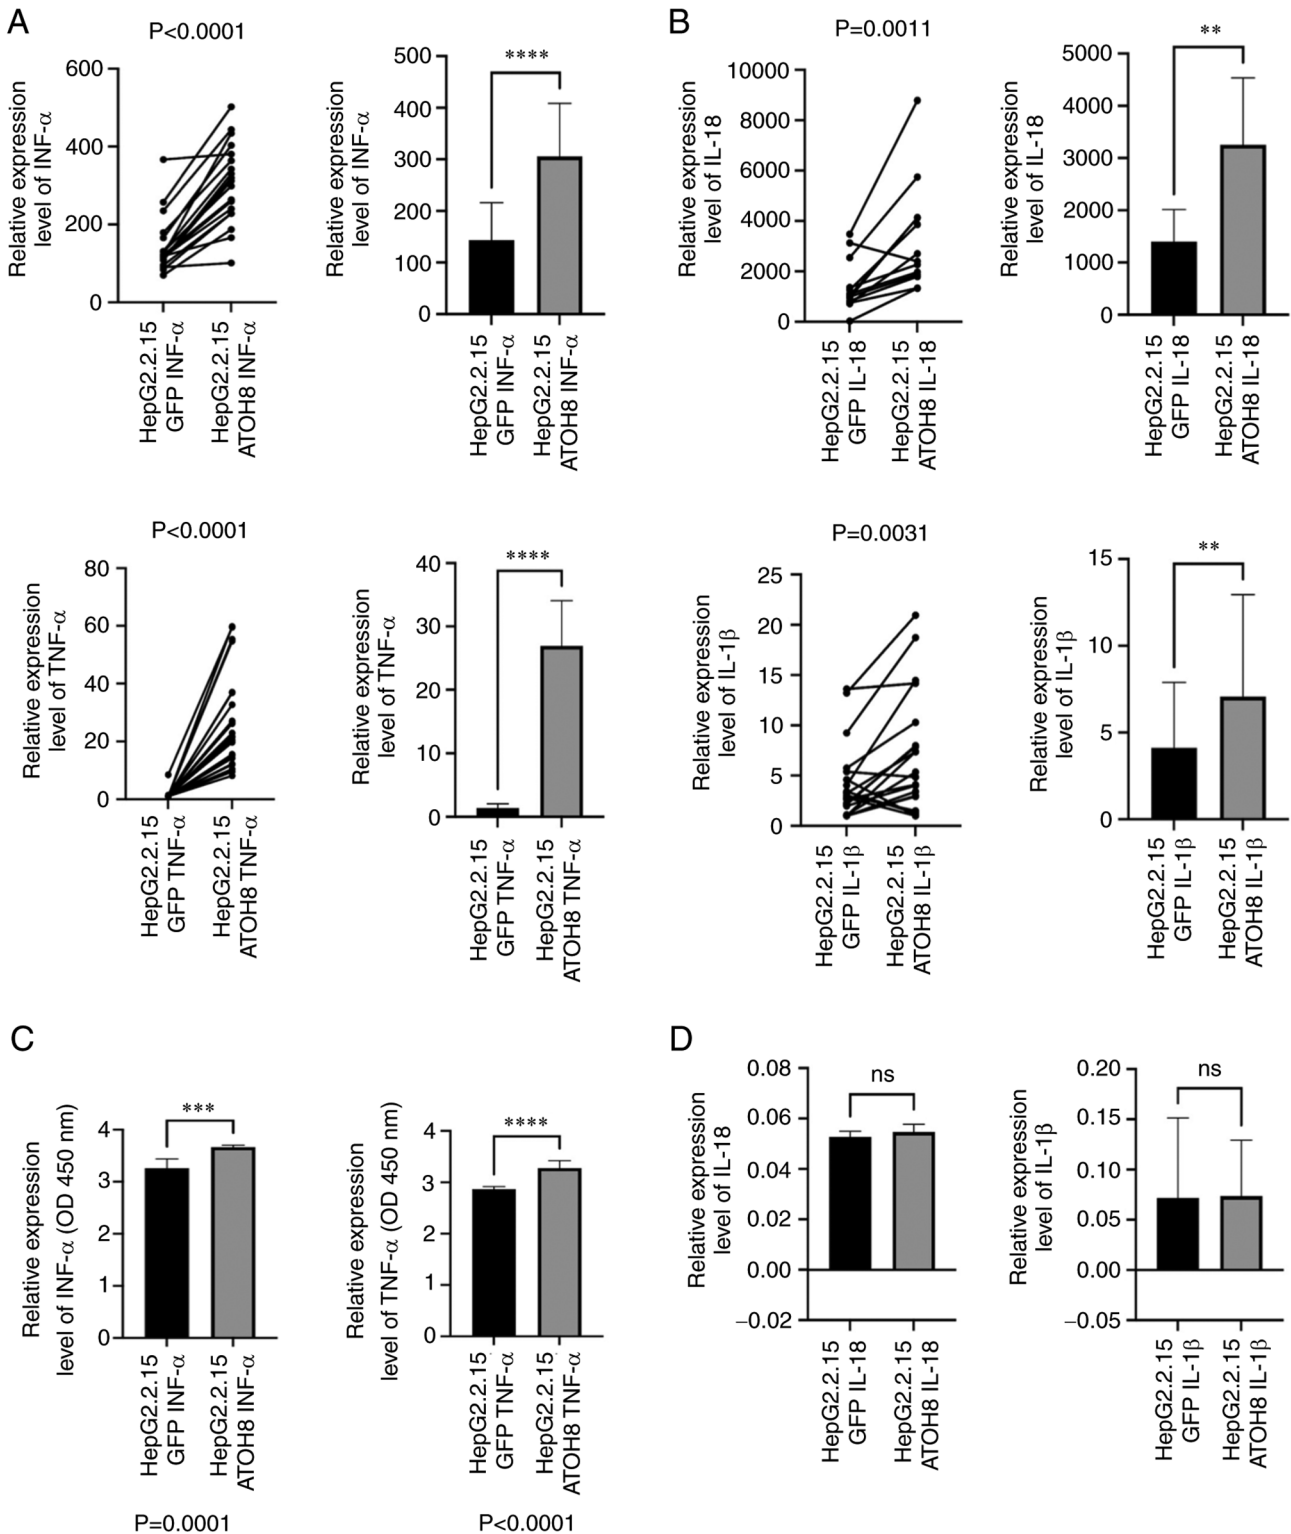 A
P<0.0001
Relative expression
level of INF-α
600
400
200
0
HepG2.2.15
GFP INF-α
HepG2.2.15
ATOH8 INF-α
Relative expression
level of INF-α
500
400
300
200
100
0
****
HepG2.2.15
GFP INF-α
HepG2.2.15
ATOH8 INF-α
B
P=0.0011
Relative expression
level of IL-18
10000
8000
6000
4000
2000
0
HepG2.2.15
GFP IL-18
HepG2.2.15
ATOH8 IL-18
Relative expression
level of IL-18
5000
4000
3000
2000
1000
0
**
HepG2.2.15
GFP IL-18
HepG2.2.15
ATOH8 IL-18
P<0.0001
Relative expression
level of TNF-α
80
60
40
20
0
HepG2.2.15
GFP TNF-α
HepG2.2.15
ATOH8 TNF-α
Relative expression
level of TNF-α
40
30
20
10
0
****
HepG2.2.15
GFP TNF-α
HepG2.2.15
ATOH8 TNF-α
P=0.0031
Relative expression
level of IL-1β
25
20
15
10
5
0
HepG2.2.15
GFP IL-1β
HepG2.2.15
ATOH8 IL-1β
Relative expression
level of IL-1β
15
10
5
0
**
HepG2.2.15
GFP IL-1β
HepG2.2.15
ATOH8 IL-1β
C
Relative expression
level of INF-α (OD 450 nm)
4
3
2
1
0
***
HepG2.2.15
GFP INF-α
HepG2.2.15
ATOH8 INF-α
P=0.0001
Relative expression
level of TNF-α (OD 450 nm)
4
3
2
1
0
****
HepG2.2.15
GFP TNF-α
HepG2.2.15
ATOH8 TNF-α
P<0.0001
D
Relative expression
level of IL-18
0.08
0.06
0.04
0.02
0.00
−0.02
ns
HepG2.2.15
GFP IL-18
HepG2.2.15
ATOH8 IL-18
Relative expression
level of IL-1β
0.20
0.15
0.10
0.05
0.00
−0.05
ns
HepG2.2.15
GFP IL-1β
HepG2.2.15
ATOH8 IL-1β